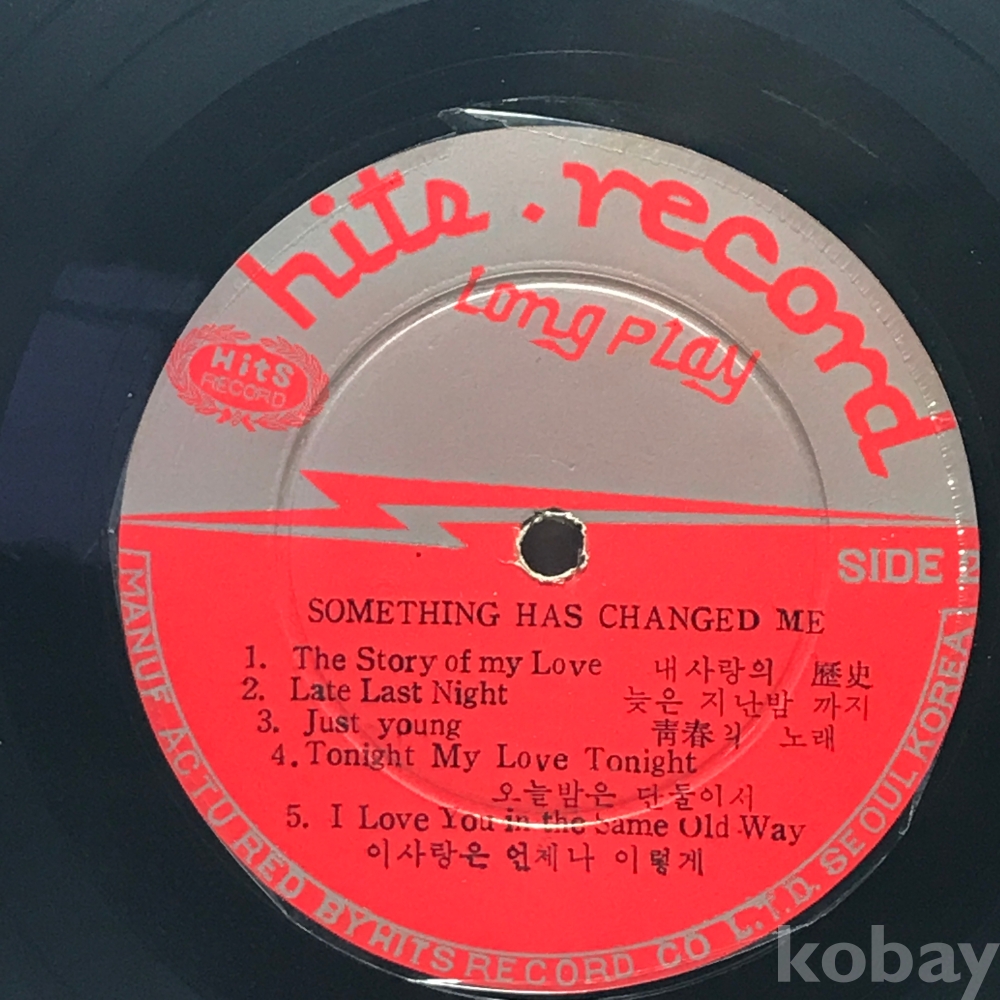 hits. record
Long Play
Hits
RECORD
SIDE 2
SOMETHING HAS CHANGED ME
1. The Story of my Love 내사랑의 歷史
2. Late Last Night 늦은 지난밤 까지
3. Just young 靑春의 노래
4. Tonight My Love Tonight
오늘밤은 단둘이서
5. I Love You in the Same Old Way
이사랑은 언제나 이렇게
MANUFACTURED BY HITS RECORD CO L.T.D. SEOUL KOREA
kobay